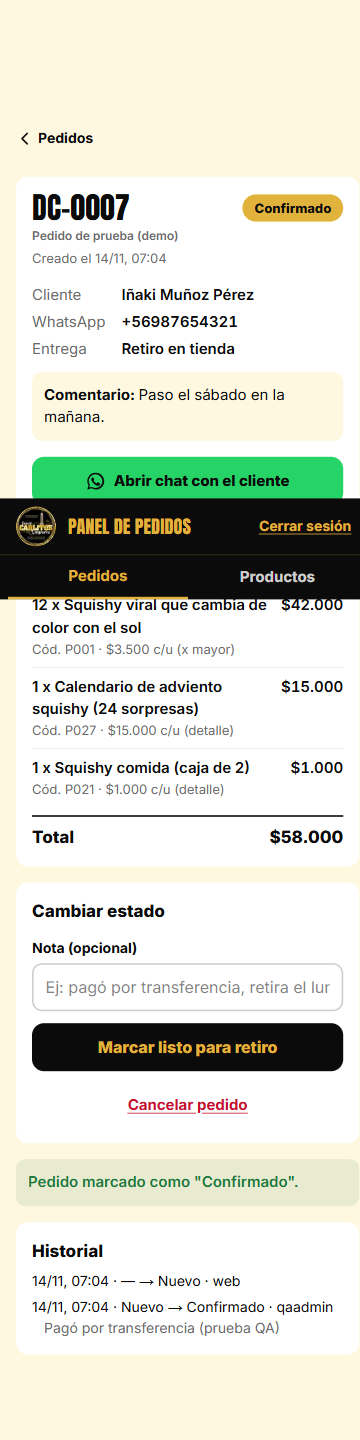 Pedidos
DC-0007
Confirmado
Pedido de prueba (demo)
Creado el 14/11, 07:04
Cliente Iñaki Muñoz Pérez
WhatsApp +56987654321
Entrega Retiro en tienda
Comentario: Paso el sábado en la
mañana.
Abrir chat con el cliente
CARLITOS
PANEL DE PEDIDOS
Cerrar sesión
Pedidos
Productos
12 x Squishy viral que cambia de $42.000
color con el sol
Cód. P001 · $3.500 c/u (x mayor)
1 x Calendario de adviento $15.000
squishy (24 sorpresas)
Cód. P027 · $15.000 c/u (detalle)
1 x Squishy comida (caja de 2) $1.000
Cód. P021 · $1.000 c/u (detalle)
Total $58.000
Cambiar estado
Nota (opcional)
Ej: pagó por transferencia, retira el lur
Marcar listo para retiro
Cancelar pedido
Pedido marcado como "Confirmado".
Historial
14/11, 07:04 · — → Nuevo · web
14/11, 07:04 · Nuevo → Confirmado · qaadmin
Pagó por transferencia (prueba QA)